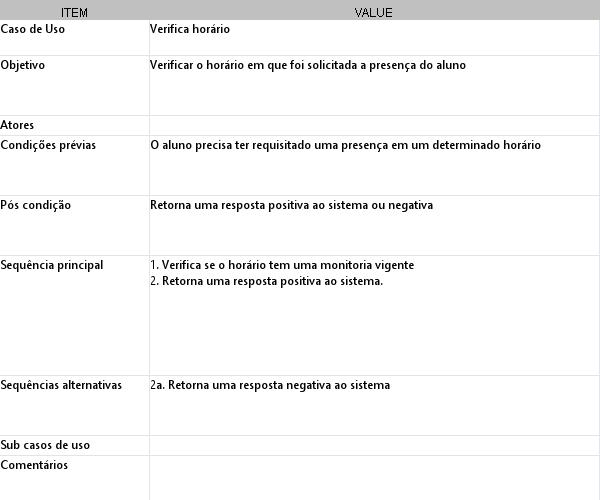 ITEM VALUE
Caso de Uso Verifica horário
Objetivo Verificar o horário em que foi solicitada a presença do aluno
Atores
Condições prévias O aluno precisa ter requisitado uma presença em um determinado horário
Pós condição Retorna uma resposta positiva ao sistema ou negativa
Sequência principal 1. Verifica se o horário tem uma monitoria vigente
2. Retorna uma resposta positiva ao sistema.
Sequências alternativas 2a. Retorna uma resposta negativa ao sistema
Sub casos de uso
Comentários